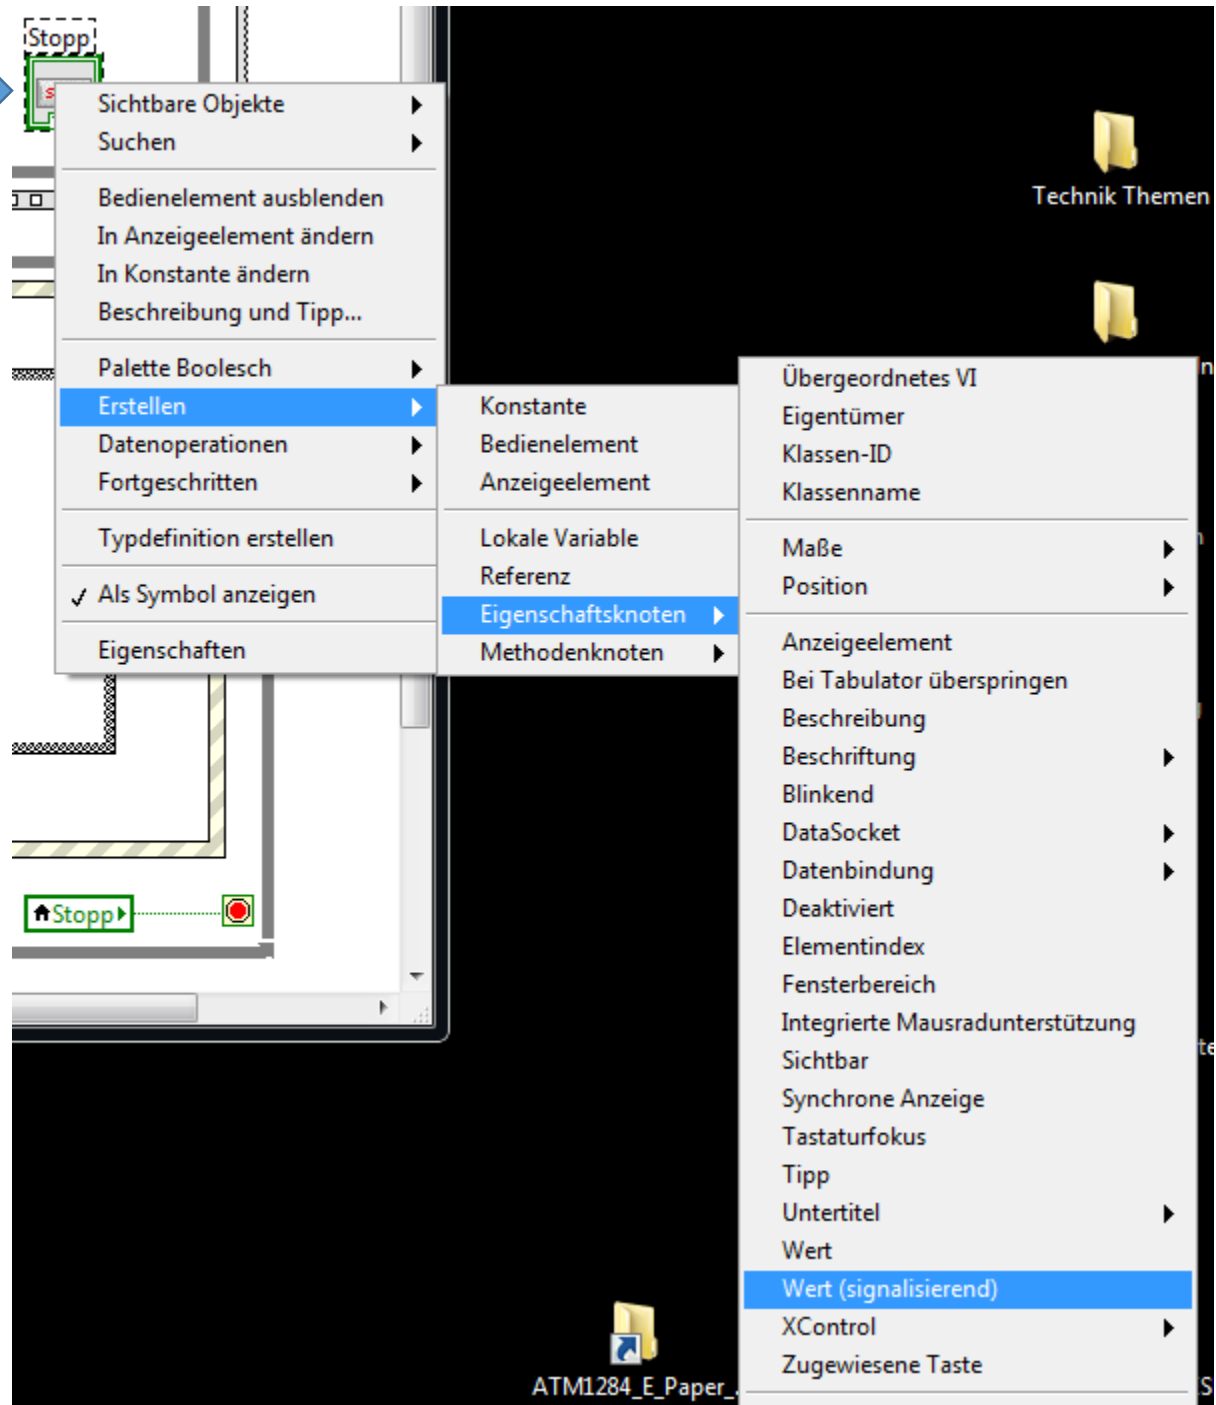 Stopp
Sichtbare Objekte
Suchen
Bedienelement ausblenden
In Anzeigeelement ändern
In Konstante ändern
Beschreibung und Tipp...
Palette Boolesch
Erstellen
Datenoperationen
Fortgeschritten
Typdefinition erstellen
Als Symbol anzeigen
Eigenschaften
Konstante
Bedienelement
Anzeigeelement
Lokale Variable
Referenz
Eigenschaftsknoten
Methodenknoten
Übergeordnetes VI
Eigentümer
Klassen-ID
Klassenname
Maße
Position
Anzeigeelement
Bei Tabulator überspringen
Beschreibung
Beschriftung
Blinkend
DataSocket
Datenbindung
Deaktiviert
Elementindex
Fensterbereich
Integrierte Mausradunterstützung
Sichtbar
Synchrone Anzeige
Tastaturfokus
Tipp
Untertitel
Wert
Wert (signalisierend)
XControl
Zugewiesene Taste
Stopp
Technik Themen
ATM1284_E_Paper_